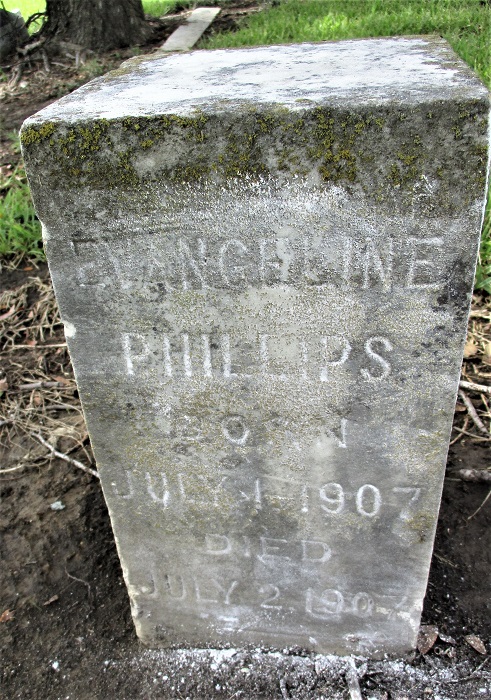 EVANGELINE
PHILLIPS
BORN
JULY 1 1907
DIED
JULY 2, 1907